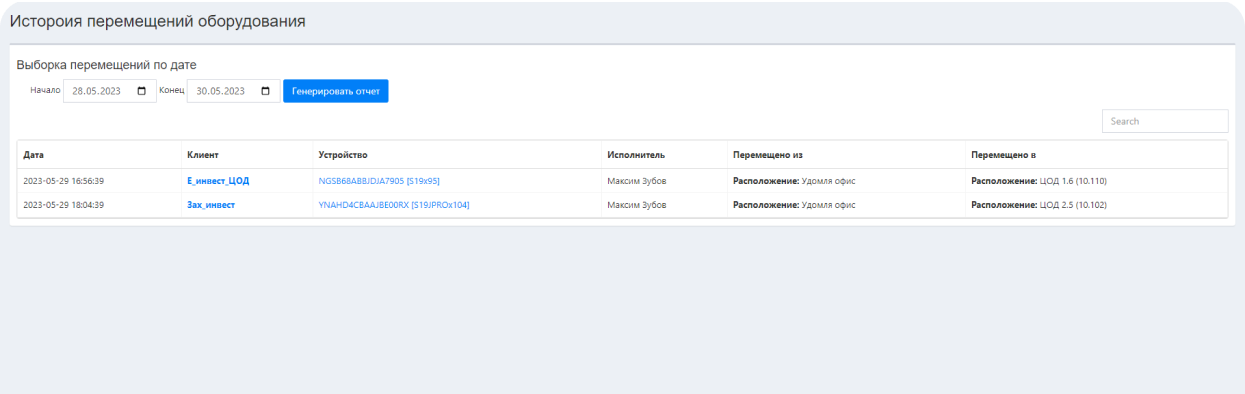 Истороия перемещений оборудования
Выборка перемещений по дате
Начало 28.05.2023 Конец 30.05.2023 Генерировать отчет
Search
Дата Клиент Устройство Исполнитель Перемещено из Перемещено в
2023-05-29 16:56:39 Е_инвест_ЦОД NGSB68ABBJDJA7905 [S19x95] Максим Зубов Расположение: Удомля офис Расположение: ЦОД 1.6 (10.110)
2023-05-29 18:04:39 Зах_инвест YNAHD4CBAAJBE00RX [S19JPROx104] Максим Зубов Расположение: Удомля офис Расположение: ЦОД 2.5 (10.102)